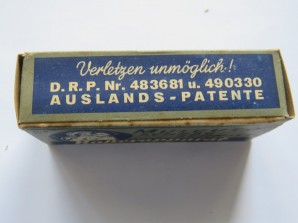 Verletzen unmöglich!
D.R.P. Nr. 483681 u. 490330
AUSLANDS-PATENTE